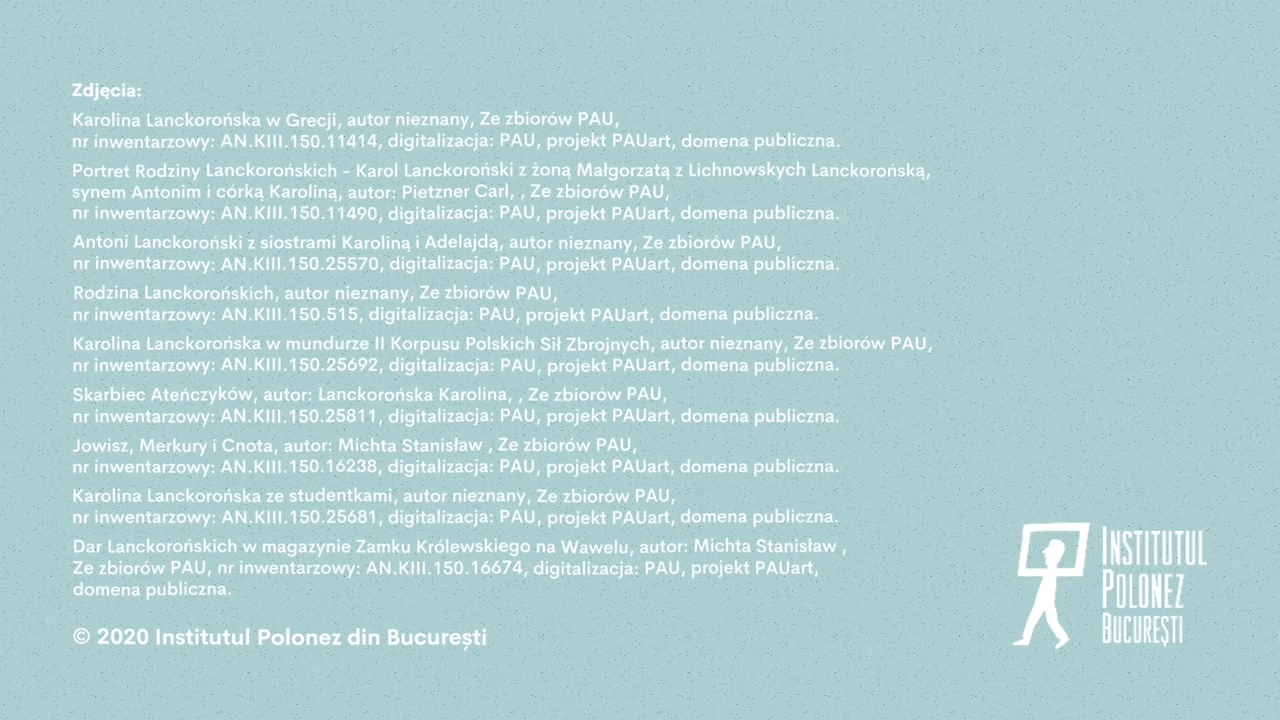 Zdjęcia:
Karolina Lanckorońska w Grecji, autor nieznany, Ze zbiorów PAU,
nr inwentarzowy: AN.KIII.150.11414, digitalizacja: PAU, projekt PAUart, domena publiczna.
Portret Rodziny Lanckorońskich - Karol Lanckoroński z żoną Małgorzatą z Lichnowskych Lanckorońską,
synem Antonim i córką Karoliną, autor: Pietzner Carl, , Ze zbiorów PAU,
nr inwentarzowy: AN.KIII.150.11490, digitalizacja: PAU, projekt PAUart, domena publiczna.
Antoni Lanckoroński z siostrami Karoliną i Adelajdą, autor nieznany, Ze zbiorów PAU,
nr inwentarzowy: AN.KIII.150.25570, digitalizacja: PAU, projekt PAUart, domena publiczna.
Rodzina Lanckorońskich, autor nieznany, Ze zbiorów PAU,
nr inwentarzowy: AN.KIII.150.515, digitalizacja: PAU, projekt PAUart, domena publiczna.
Karolina Lanckorońska w mundurze II Korpusu Polskich Sił Zbrojnych, autor nieznany, Ze zbiorów PAU,
nr inwentarzowy: AN.KIII.150.25692, digitalizacja: PAU, projekt PAUart, domena publiczna.
Skarbiec Ateńczyków, autor: Lanckorońska Karolina, , Ze zbiorów PAU,
nr inwentarzowy: AN.KIII.150.25811, digitalizacja: PAU, projekt PAUart, domena publiczna.
Jowisz, Merkury i Cnota, autor: Michta Stanisław , Ze zbiorów PAU,
nr inwentarzowy: AN.KIII.150.16238, digitalizacja: PAU, projekt PAUart, domena publiczna.
Karolina Lanckorońska ze studentkami, autor nieznany, Ze zbiorów PAU,
nr inwentarzowy: AN.KIII.150.25681, digitalizacja: PAU, projekt PAUart, domena publiczna.
Dar Lanckorońskich w magazynie Zamku Królewskiego na Wawelu, autor: Michta Stanisław ,
Ze zbiorów PAU, nr inwentarzowy: AN.KIII.150.16674, digitalizacja: PAU, projekt PAUart,
domena publiczna.
© 2020 Institutul Polonez din București
INSTITUTUL
POLONEZ
BUCUREȘTI